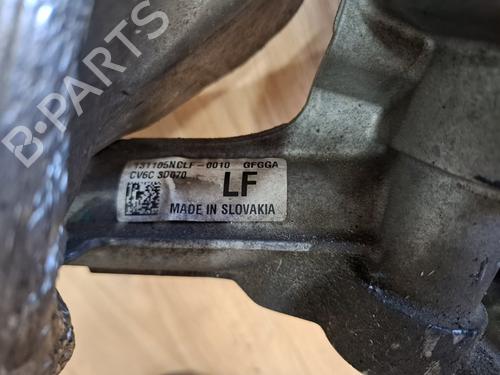 B-PARTS
131105NCLF-0010 GFGGA
CV6C 3D070
LF
MADE IN SLOVAKIA